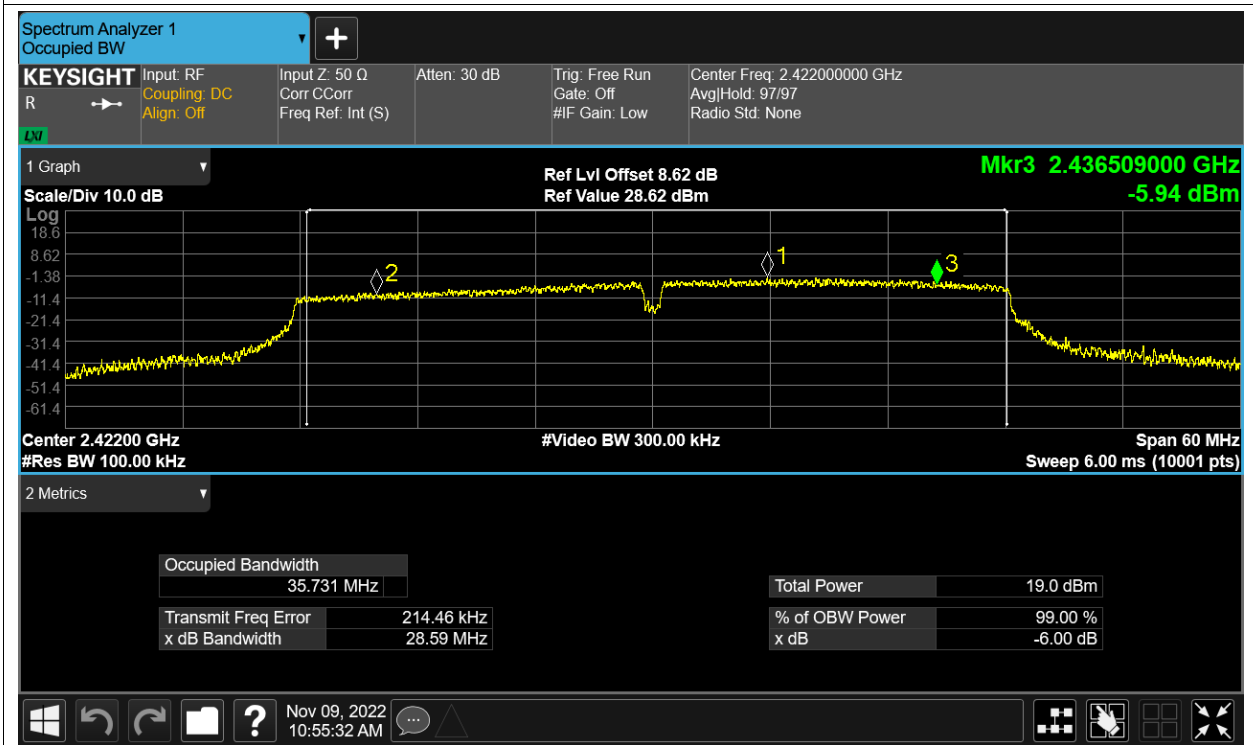 Spectrum Analyzer 1
Occupied BW
KEYSIGHT
R
LXI
Input: RF
Coupling: DC
Align: Off
Input Z: 50 Ω
Corr CCorr
Freq Ref: Int (S)
Atten: 30 dB
Trig: Free Run
Gate: Off
#IF Gain: Low
Center Freq: 2.422000000 GHz
Avg|Hold: 97/97
Radio Std: None
1 Graph
Scale/Div 10.0 dB
Ref Lvl Offset 8.62 dB
Ref Value 28.62 dBm
Mkr3 2.436509000 GHz
-5.94 dBm
Log
18.6
8.62
-1.38
-11.4
-21.4
-31.4
-41.4
-51.4
-61.4
2
1
3
Center 2.42200 GHz
#Res BW 100.00 kHz
#Video BW 300.00 kHz
Span 60 MHz
Sweep 6.00 ms (10001 pts)
2 Metrics
Occupied Bandwidth
35.731 MHz
Transmit Freq Error 214.46 kHz
x dB Bandwidth 28.59 MHz
Total Power 19.0 dBm
% of OBW Power 99.00 %
x dB -6.00 dB
?
Nov 09, 2022
10:55:32 AM